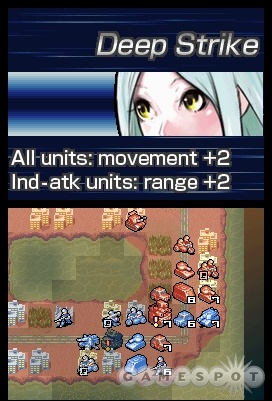 Deep Strike
All units: movement +2
Ind-atk units: range +2
GAMESPOT